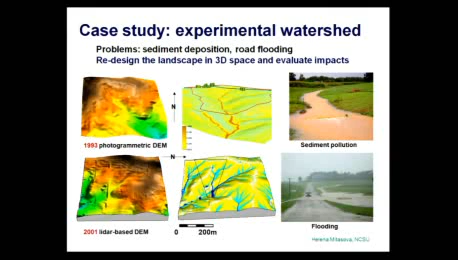 Case study: experimental watershed
Problems: sediment deposition, road flooding
Re-design the landscape in 3D space and evaluate impacts
N
1993 photogrammetric DEM
Sediment pollution
N
2001 lidar-based DEM
0 200m
Flooding
Helena Mitasova, NCSU